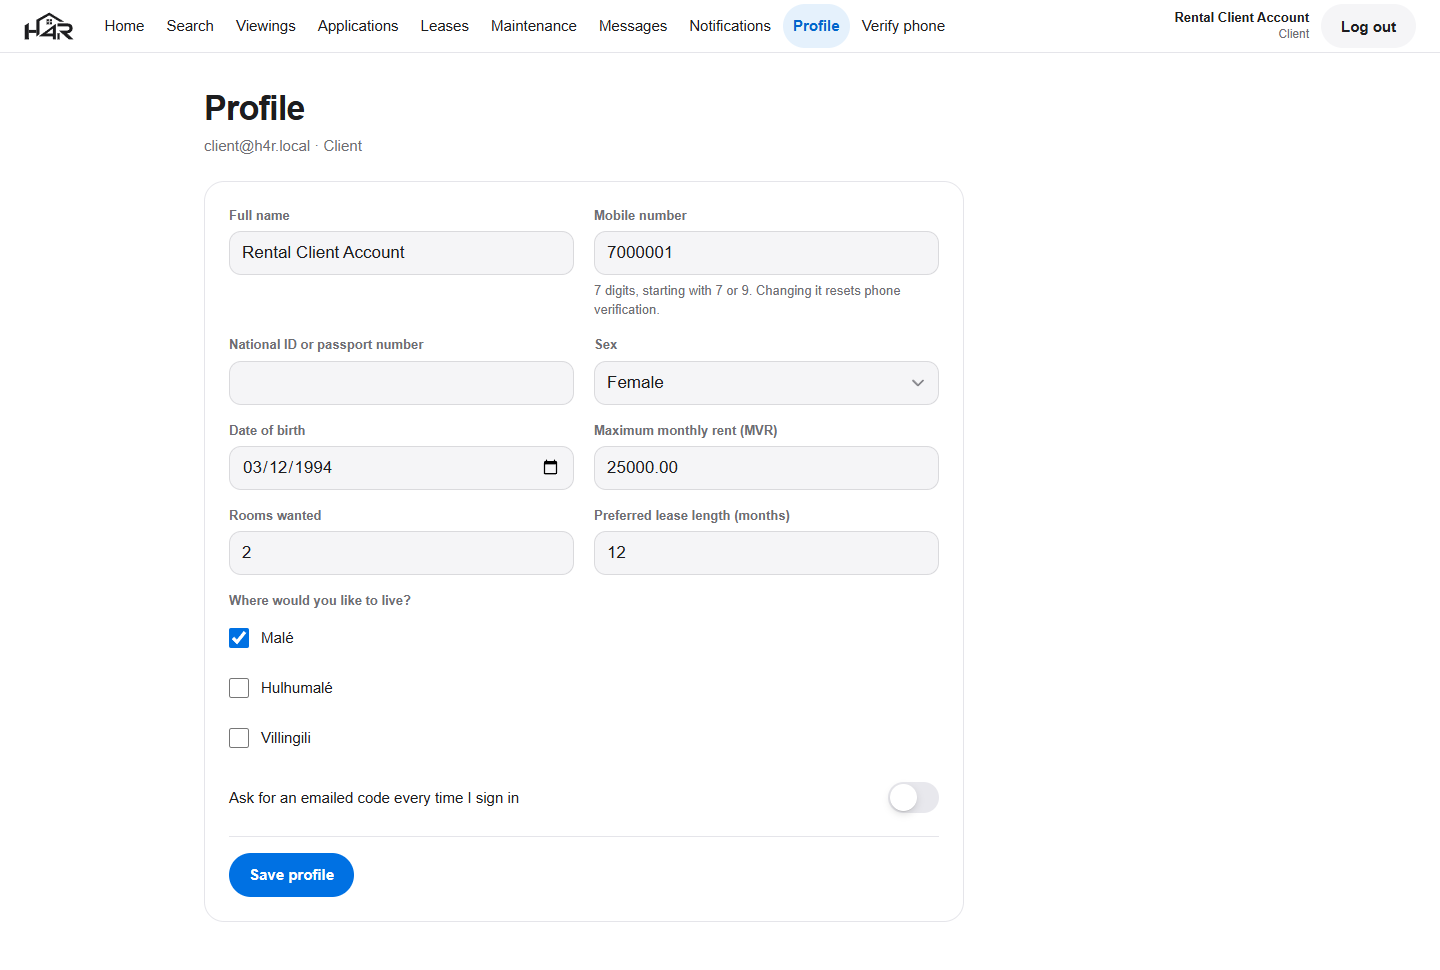 H4R
Home Search Viewings Applications Leases Maintenance Messages Notifications Profile Verify phone
Rental Client Account
Client
Log out
Profile
client@h4r.local · Client
Full name
Rental Client Account
Mobile number
7000001
7 digits, starting with 7 or 9. Changing it resets phone
verification.
National ID or passport number
Sex
Female
Date of birth
03/12/1994
Maximum monthly rent (MVR)
25000.00
Rooms wanted
2
Preferred lease length (months)
12
Where would you like to live?
Malé
Hulhumalé
Villingili
Ask for an emailed code every time I sign in
Save profile